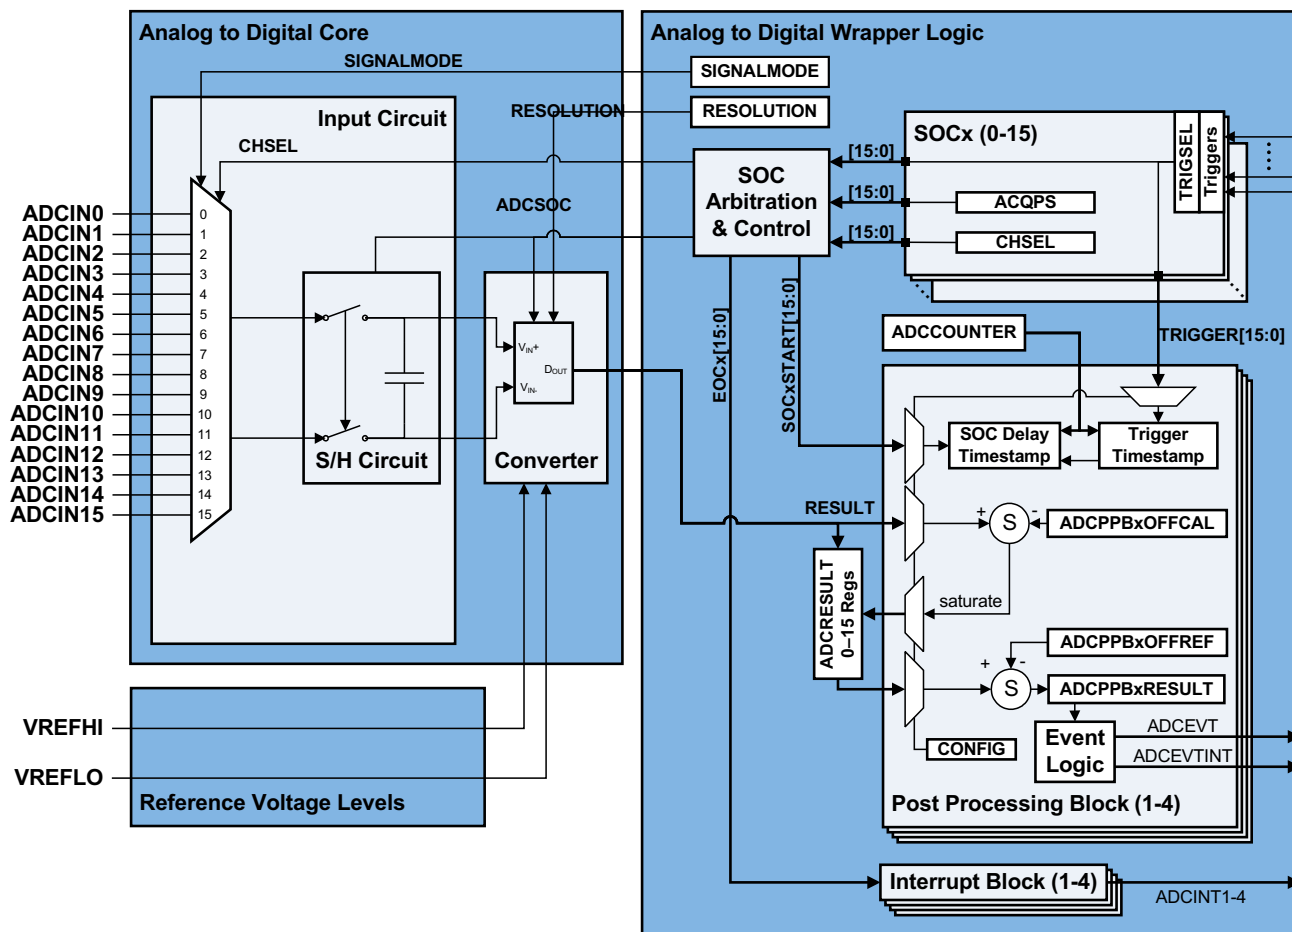 Analog to Digital Core
Analog to Digital Wrapper Logic
SIGNALMODE
SIGNALMODE
RESOLUTION
RESOLUTION
Input Circuit
CHSEL
SOC
Arbitration
& Control
[15:0]
[15:0]
[15:0]
SOCx (0-15)
ACQPS
CHSEL
TRIGSEL
Triggers
ADCSOC
ADCIN0
ADCIN1
ADCIN2
ADCIN3
ADCIN4
ADCIN5
ADCIN6
ADCIN7
ADCIN8
ADCIN9
ADCIN10
ADCIN11
ADCIN12
ADCIN13
ADCIN14
ADCIN15
0
1
2
3
4
5
6
7
8
9
10
11
12
13
14
15
S/H Circuit
VIN+
VIN-
DOUT
Converter
EOCx[15:0]
SOCxSTART[15:0]
ADCCOUNTER
TRIGGER[15:0]
SOC Delay
Timestamp
Trigger
Timestamp
RESULT
+
S
-
ADCPPBxOFFCAL
ADCRESULT
0–15 Regs
saturate
ADCPPBxOFFREF
+
-
S
ADCPPBxRESULT
CONFIG
Event
Logic
ADCEVT
ADCEVTINT
Post Processing Block (1-4)
VREFHI
VREFLO
Reference Voltage Levels
Interrupt Block (1-4)
ADCINT1-4